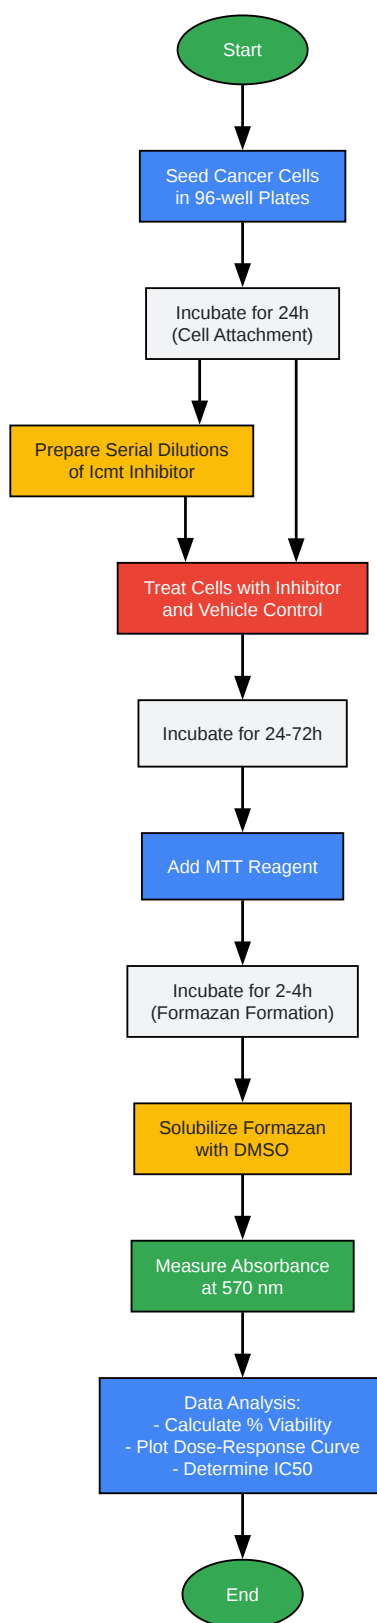 Start
Seed Cancer Cells
in 96-well Plates
Incubate for 24h
(Cell Attachment)
Prepare Serial Dilutions
of Icmt Inhibitor
Treat Cells with Inhibitor
and Vehicle Control
Incubate for 24-72h
Add MTT Reagent
Incubate for 2-4h
(Formazan Formation)
Solubilize Formazan
with DMSO
Measure Absorbance
at 570 nm
Data Analysis:
- Calculate % Viability
- Plot Dose-Response Curve
- Determine IC50
End